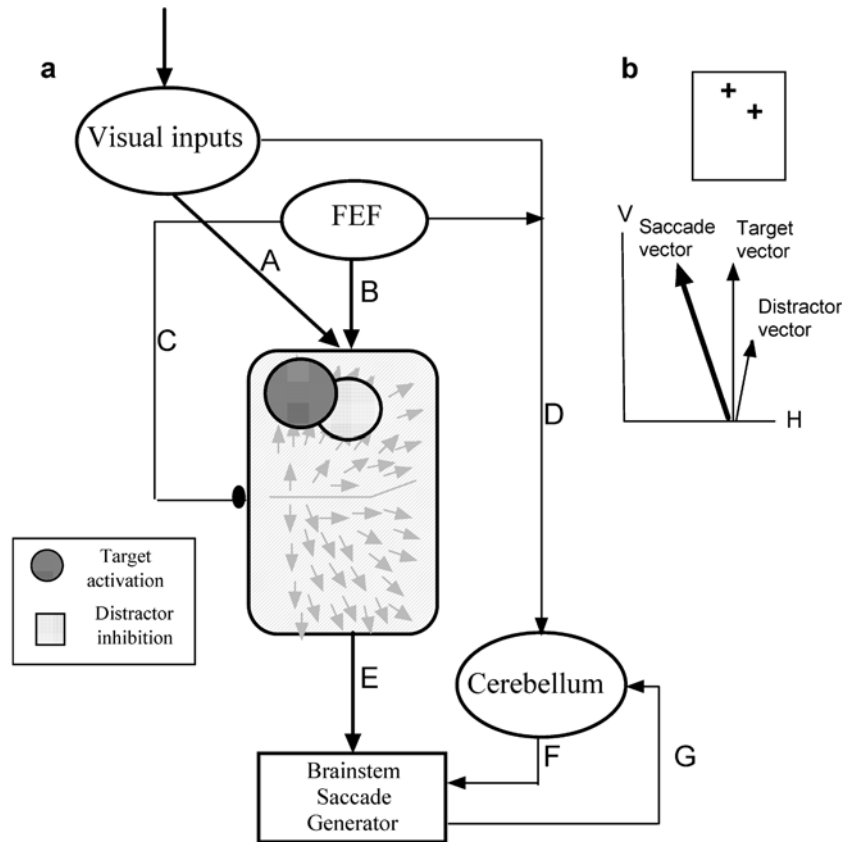 a
Visual inputs
FEF
A
B
C
D
E
F
G
Target
activation
Distractor
inhibition
Cerebellum
Brainstem
Saccade
Generator
b
+
+
V
Saccade
vector
Target
vector
Distractor
vector
H